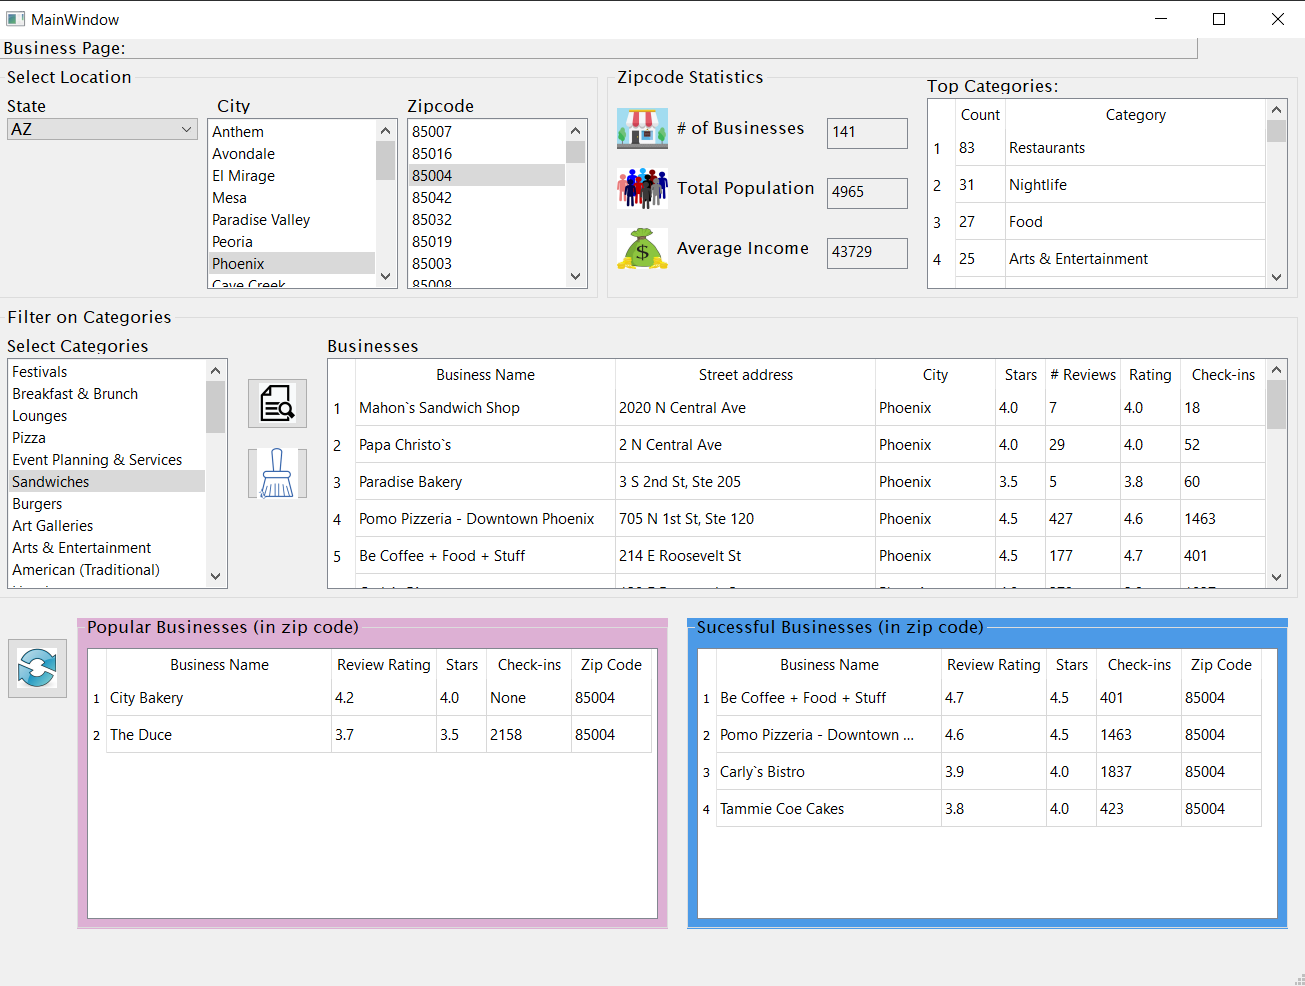 MainWindow
Business Page:
Select Location
State
AZ
City
Anthem
Avondale
El Mirage
Mesa
Paradise Valley
Peoria
Phoenix
Cave Creek
Zipcode
85007
85016
85004
85042
85032
85019
85003
85008
Zipcode Statistics
# of Businesses 141
Total Population 4965
Average Income 43729
Top Categories:
Count Category
1 83 Restaurants
2 31 Nightlife
3 27 Food
4 25 Arts & Entertainment
Filter on Categories
Select Categories
Festivals
Breakfast & Brunch
Lounges
Pizza
Event Planning & Services
Sandwiches
Burgers
Art Galleries
Arts & Entertainment
American (Traditional)
Businesses
Business Name Street address City Stars # Reviews Rating Check-ins
1 Mahon`s Sandwich Shop 2020 N Central Ave Phoenix 4.0 7 4.0 18
2 Papa Christo`s 2 N Central Ave Phoenix 4.0 29 4.0 52
3 Paradise Bakery 3 S 2nd St, Ste 205 Phoenix 3.5 5 3.8 60
4 Pomo Pizzeria - Downtown Phoenix 705 N 1st St, Ste 120 Phoenix 4.5 427 4.6 1463
5 Be Coffee + Food + Stuff 214 E Roosevelt St Phoenix 4.5 177 4.7 401
Popular Businesses (in zip code)
Business Name Review Rating Stars Check-ins Zip Code
1 City Bakery 4.2 4.0 None 85004
2 The Duce 3.7 3.5 2158 85004
Sucessful Businesses (in zip code)
Business Name Review Rating Stars Check-ins Zip Code
1 Be Coffee + Food + Stuff 4.7 4.5 401 85004
2 Pomo Pizzeria - Downtown ... 4.6 4.5 1463 85004
3 Carly`s Bistro 3.9 4.0 1837 85004
4 Tammie Coe Cakes 3.8 4.0 423 85004